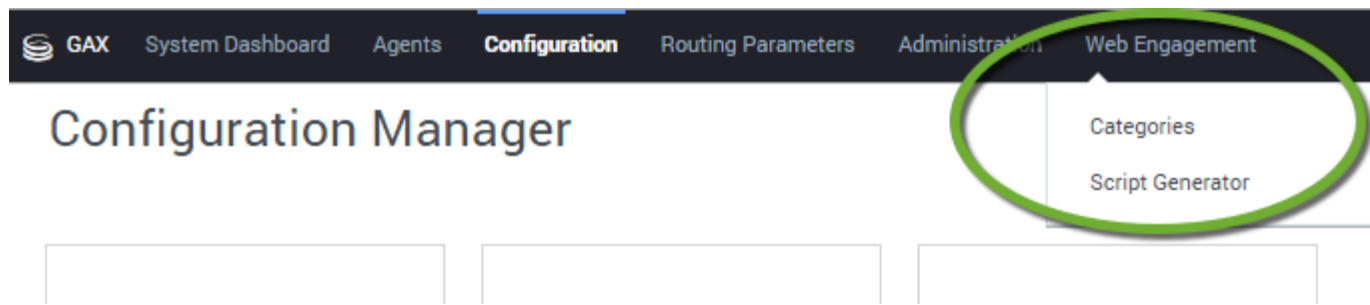 GAX System Dashboard Agents Configuration Routing Parameters Administration Web Engagement
Configuration Manager
Categories
Script Generator